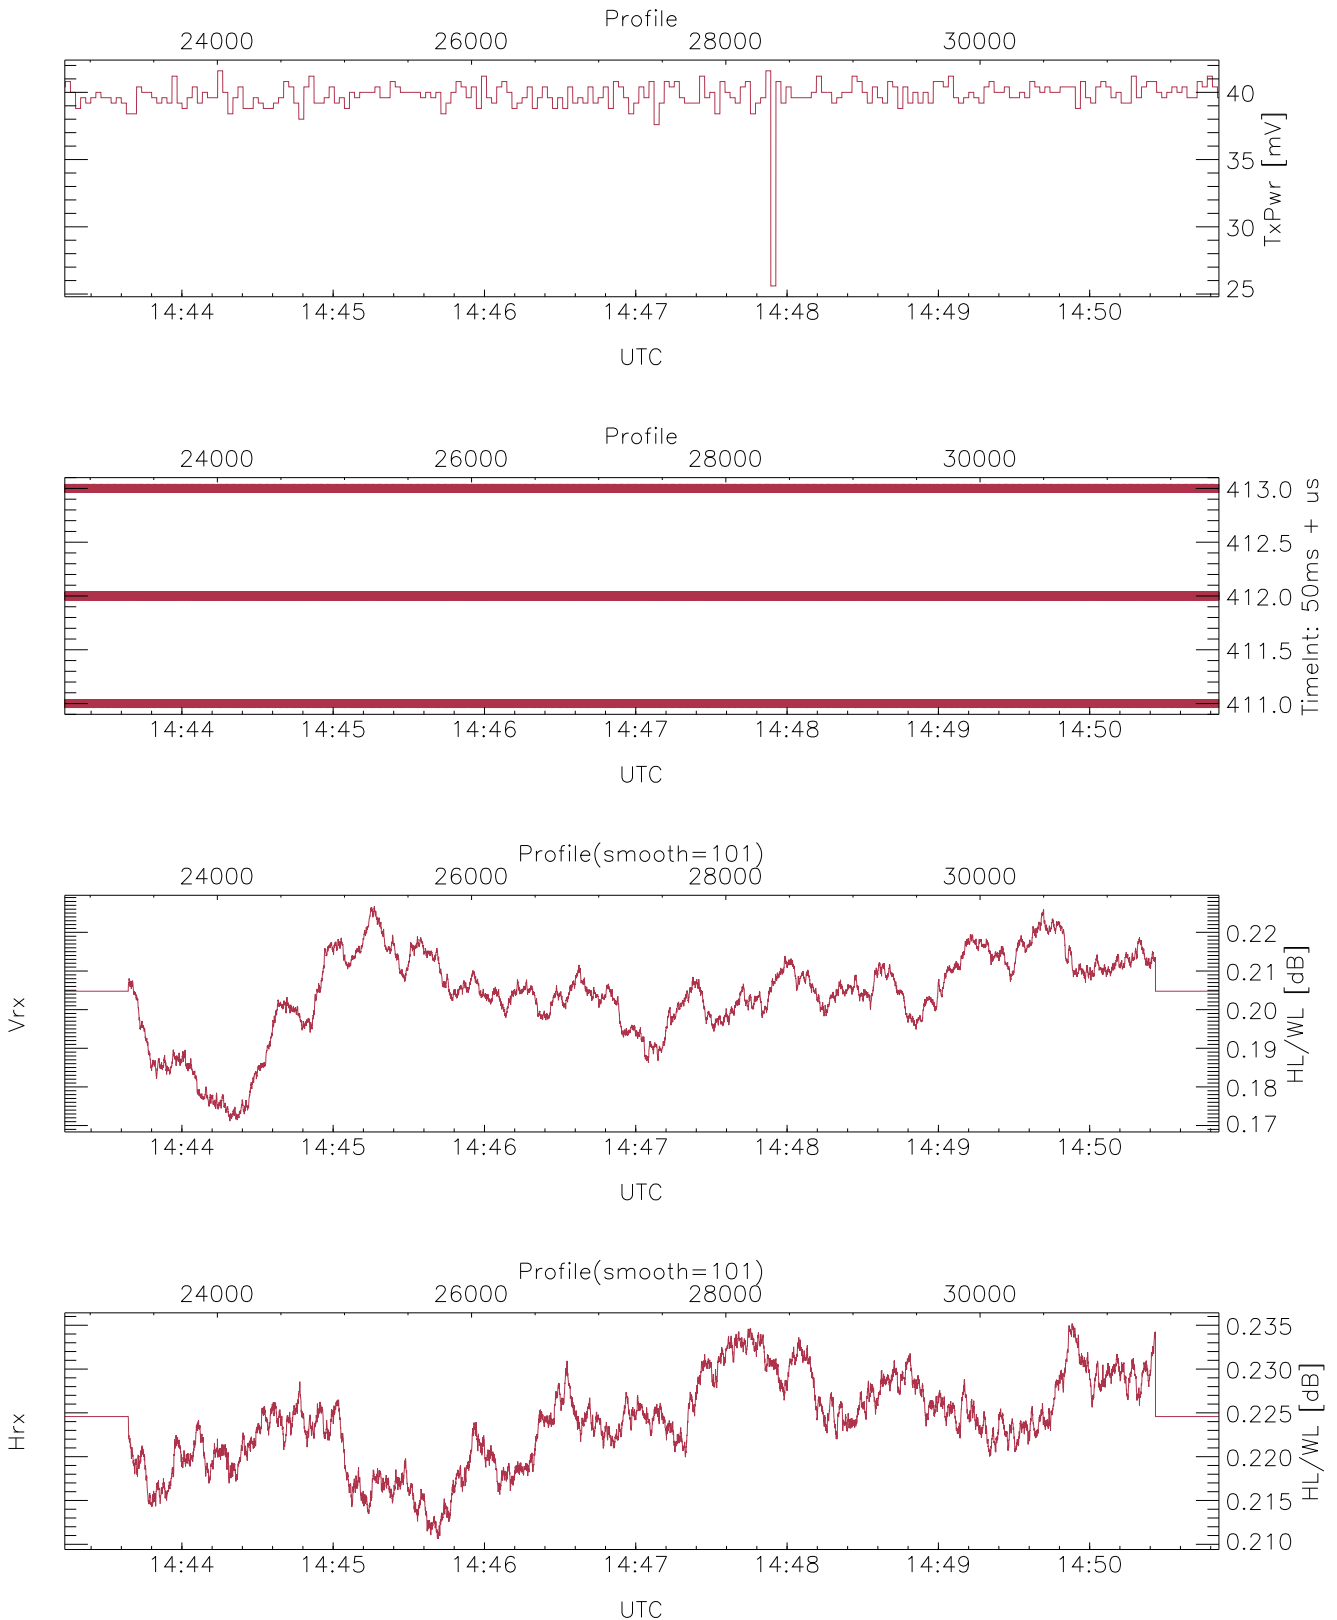 Profile
24000 26000 28000 30000
40
35
30
25
TxPwr [mV]
14:44 14:45 14:46 14:47 14:48 14:49 14:50
UTC
Profile
24000 26000 28000 30000
413.0
412.5
412.0
411.5
411.0
TimeInt: 50ms + us
14:44 14:45 14:46 14:47 14:48 14:49 14:50
UTC
Profile(smooth=101)
24000 26000 28000 30000
Vrx
0.22
0.21
0.20
0.19
0.18
0.17
HL/WL [dB]
14:44 14:45 14:46 14:47 14:48 14:49 14:50
UTC
Profile(smooth=101)
24000 26000 28000 30000
Hrx
0.235
0.230
0.225
0.220
0.215
0.210
HL/WL [dB]
14:44 14:45 14:46 14:47 14:48 14:49 14:50
UTC